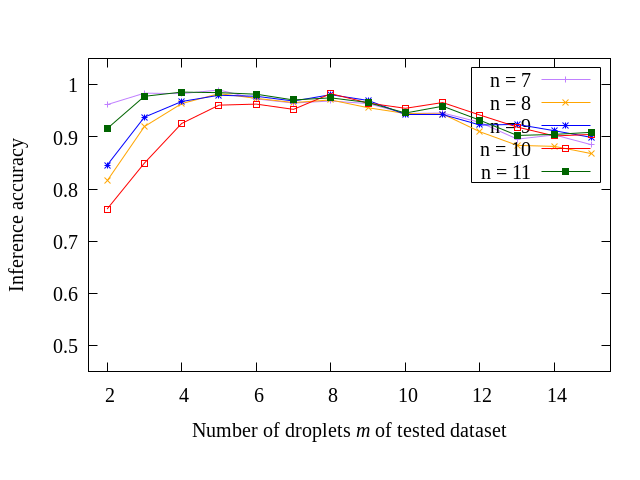 1
0.9
0.8
0.7
0.6
0.5
Inference accuracy
n = 7
n = 8
n = 9
n = 10
n = 11
2 4 6 8 10 12 14
Number of droplets m of tested dataset